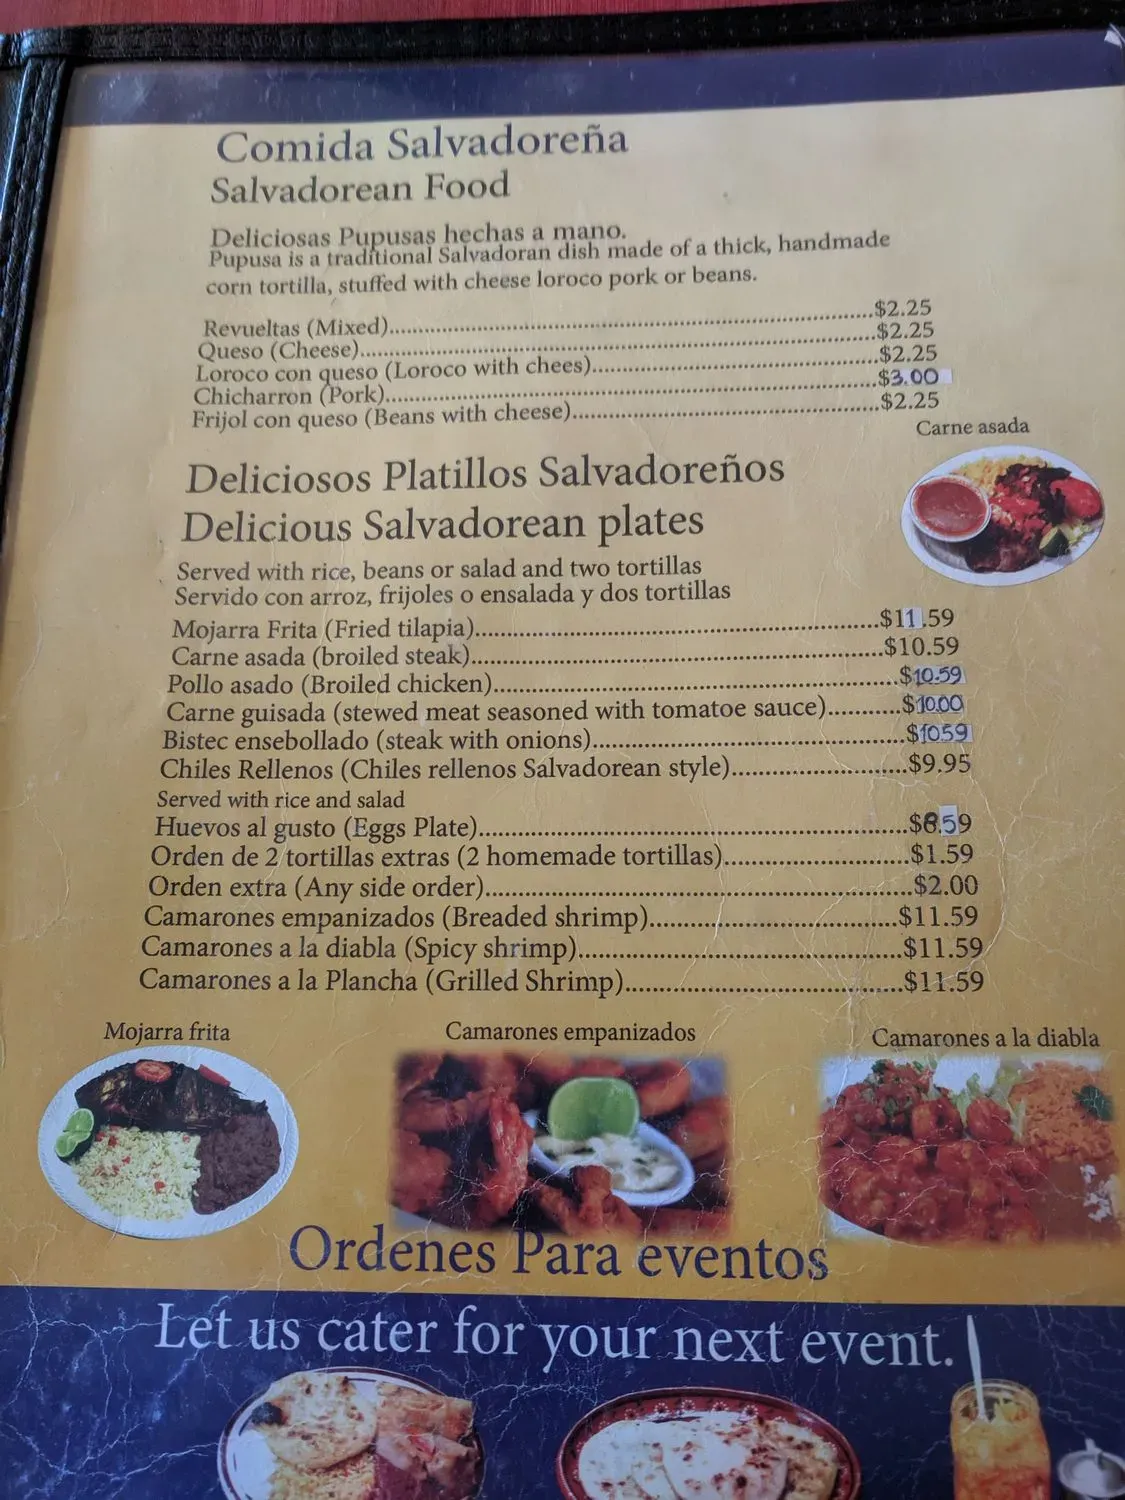 Comida Salvadoreña
Salvadorean Food
Deliciosas Pupusas hechas a mano.
Pupusa is a traditional Salvadoran dish made of a thick, handmade
corn tortilla, stuffed with cheese loroco pork or beans.
Revueltas (Mixed)....................$2.25
Queso (Cheese)....................$2.25
Loroco con queso (Loroco with chees)....................$2.25
Chicharron (Pork)....................$3.00
Frijol con queso (Beans with cheese)....................$2.25
Carne asada
Deliciosos Platillos Salvadoreños
Delicious Salvadorean plates
Served with rice, beans or salad and two tortillas
Servido con arroz, frijoles o ensalada y dos tortillas
Mojarra Frita (Fried tilapia)....................$11.59
Carne asada (broiled steak)....................$10.59
Pollo asado (Broiled chicken)....................$10.59
Carne guisada (stewed meat seasoned with tomatoe sauce)...........$10.00
Bistec ensebollado (steak with onions)....................$10.59
Chiles Rellenos (Chiles rellenos Salvadorean style)....................$9.95
Served with rice and salad
Huevos al gusto (Eggs Plate)....................$8.59
Orden de 2 tortillas extras (2 homemade tortillas)....................$1.59
Orden extra (Any side order)....................$2.00
Camarones empanizados (Breaded shrimp)....................$11.59
Camarones a la diabla (Spicy shrimp)....................$11.59
Camarones a la Plancha (Grilled Shrimp)....................$11.59
Mojarra frita
Camarones empanizados
Camarones a la diabla
Ordenes Para eventos
Let us cater for your next event.